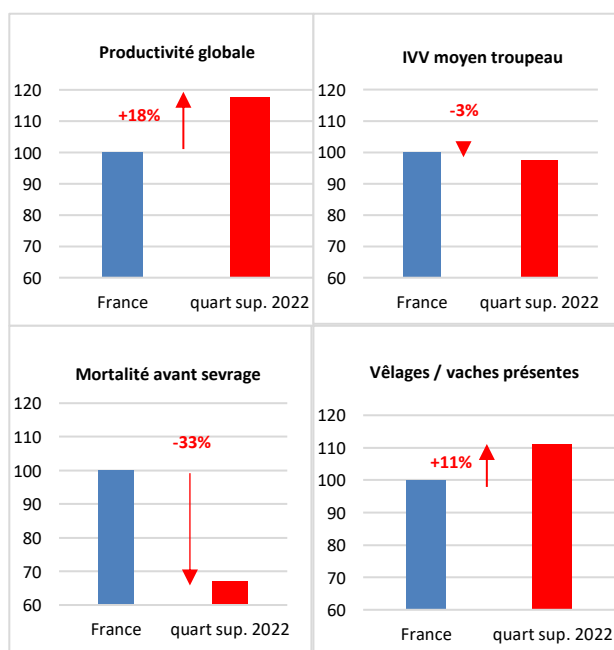 Productivité globale
120
110
100
90
80
70
60
+18%
France
quart sup. 2022
IVV moyen troupeau
120
110
100
90
80
70
60
-3%
France
quart sup. 2022
Mortalité avant sevrage
120
110
100
90
80
70
60
-33%
France
quart sup. 2022
Vêlages / vaches présentes
120
110
100
90
80
70
60
+11%
France
quart sup. 2022